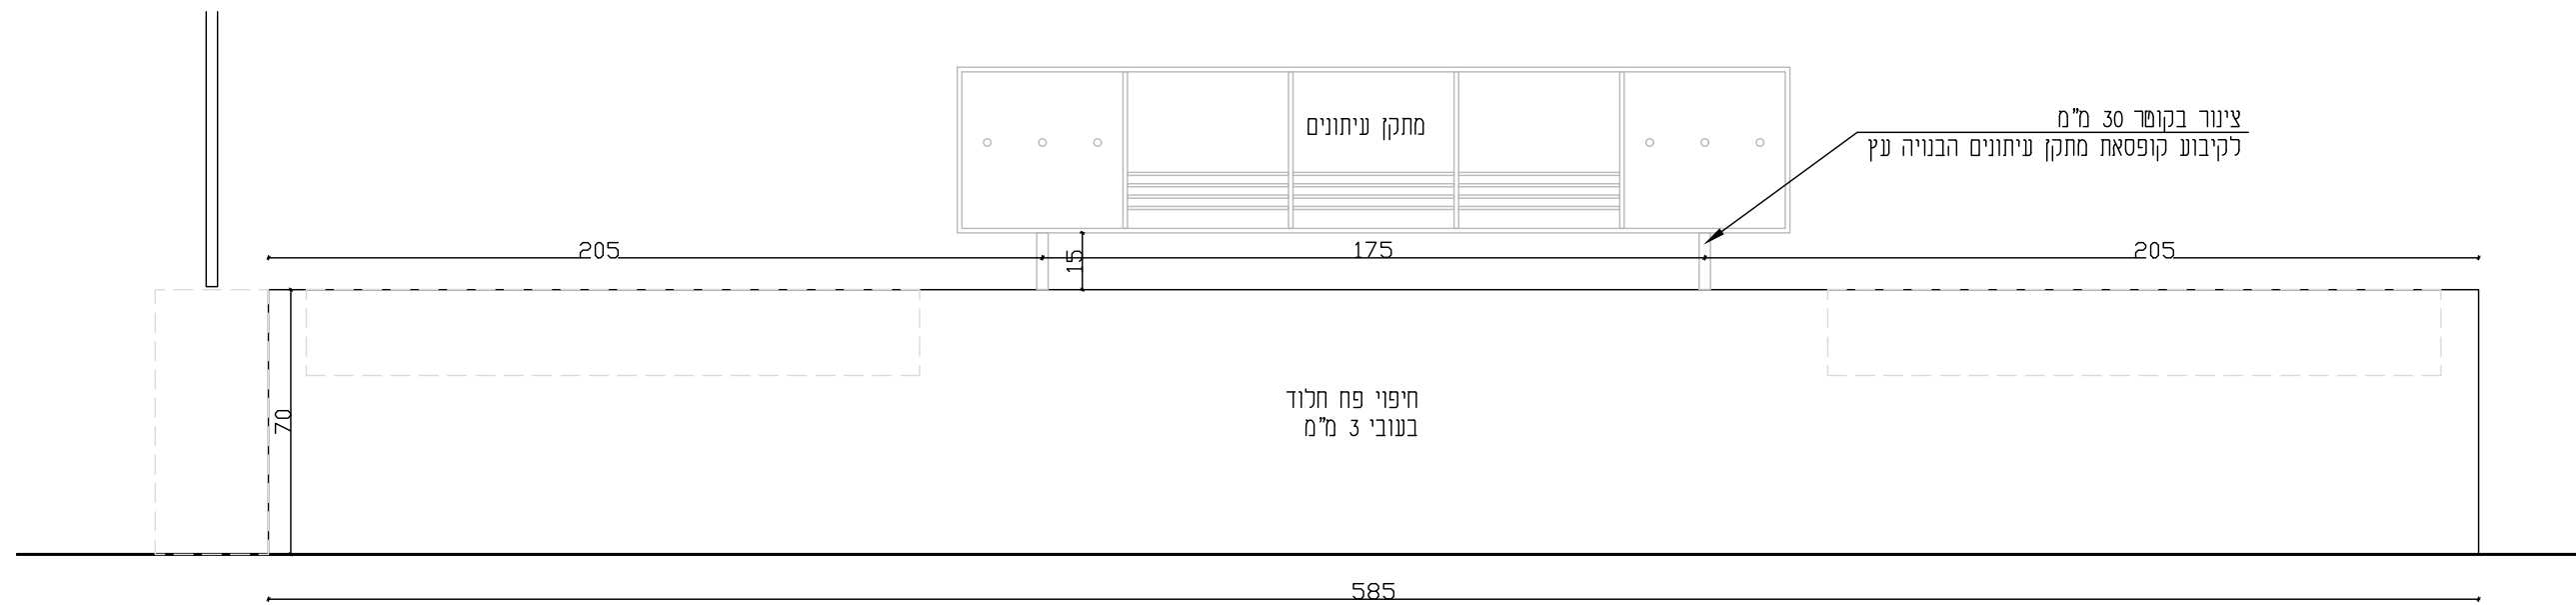 מתקן עיתונים
צינור בקוטר 30 מ"מ
לקיבוע קופסאת מתקן עיתונים הבנויה עץ
205
175
205
15
70
חיפוי פח חלוד
בעובי 3 מ"מ
585